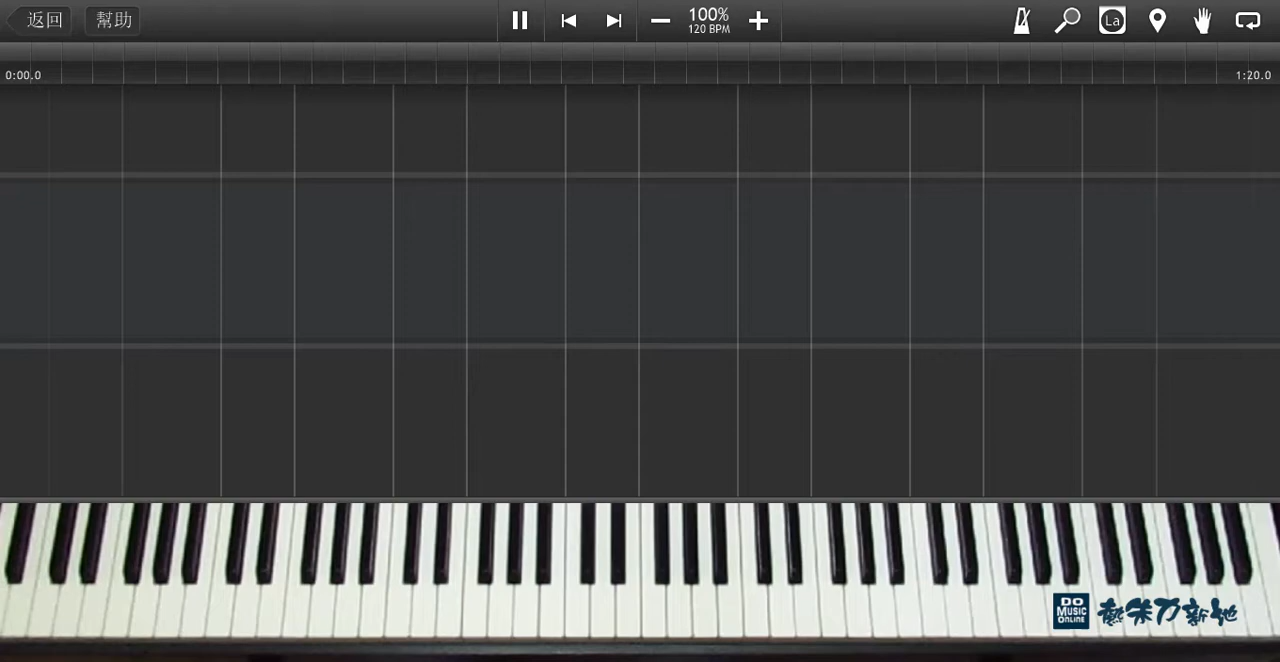 返回
幫助
100%
120 BPM
La
0:00.0
1:20.0
DO
MUSIC
ONLINE